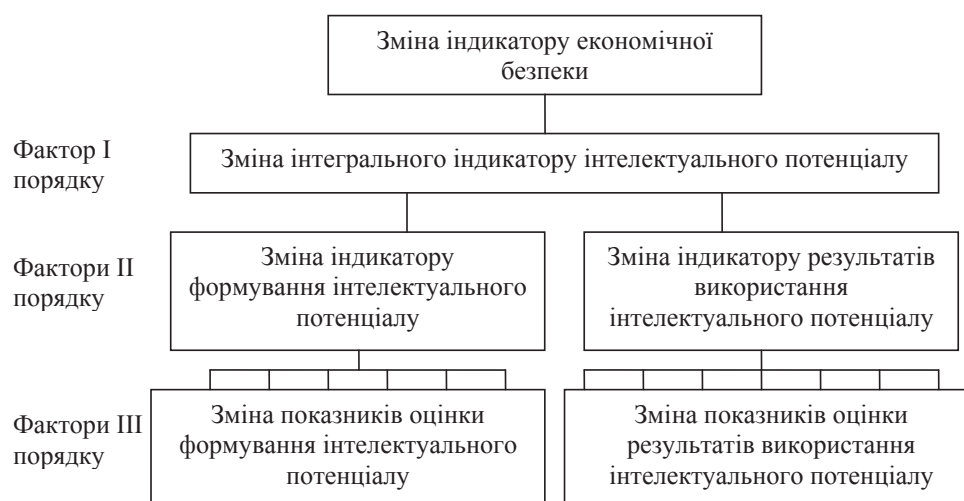 Зміна індикатору економічної
безпеки
Фактор I
порядку
Зміна інтегрального індикатору інтелектуального потенціалу
Фактори II
порядку
Зміна індикатору
формування інтелектуального
потенціалу
Зміна індикатору результатів
використання
інтелектуального потенціалу
Фактори III
порядку
Зміна показників оцінки
формування інтелектуального
потенціалу
Зміна показників оцінки
результатів використання
інтелектуального потенціалу